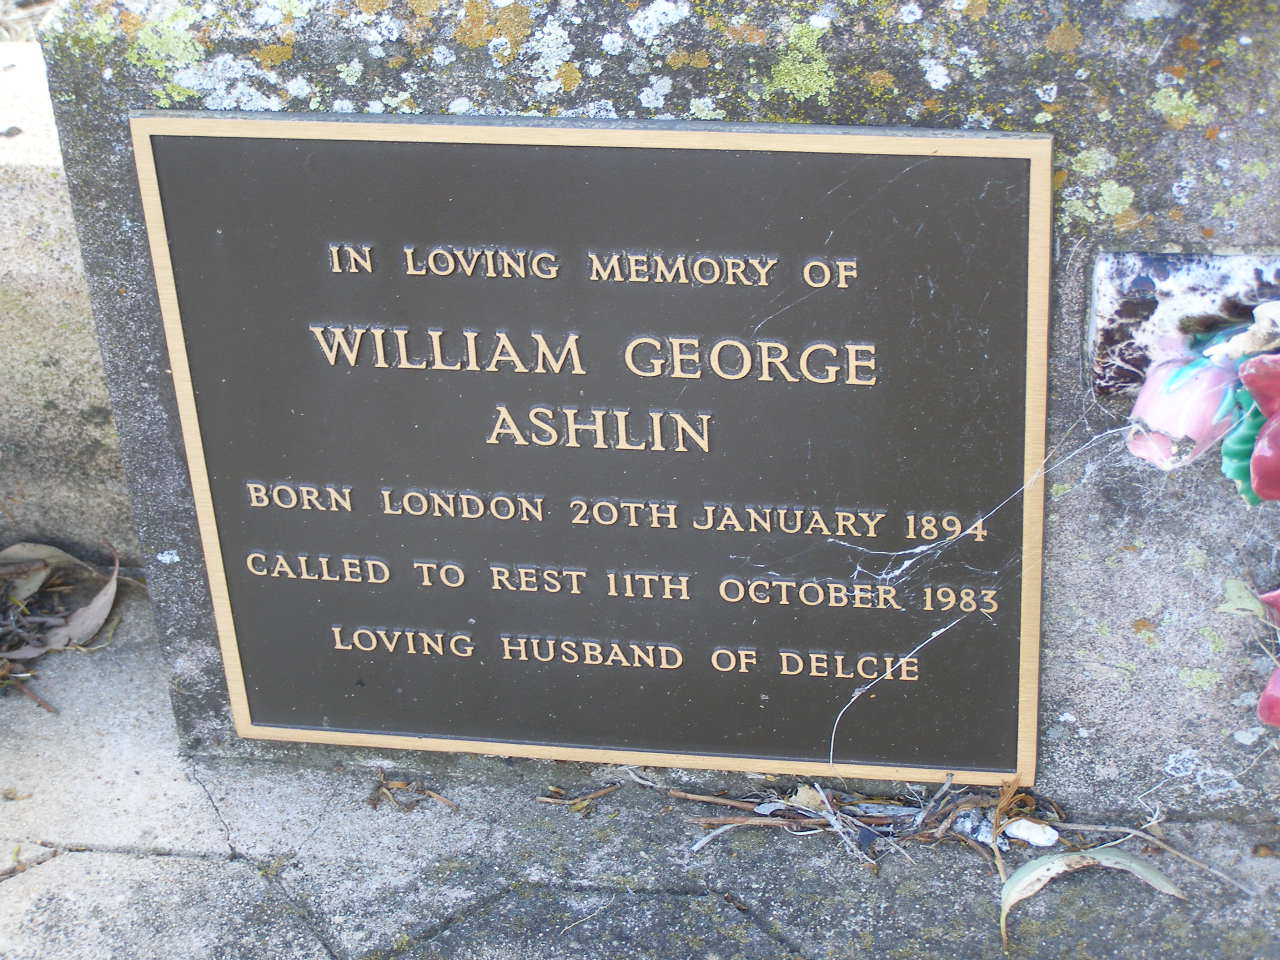 IN LOVING MEMORY OF
WILLIAM GEORGE
ASHLIN
BORN LONDON 20TH JANUARY 1894
CALLED TO REST 11TH OCTOBER 1983
LOVING HUSBAND OF DELCIE